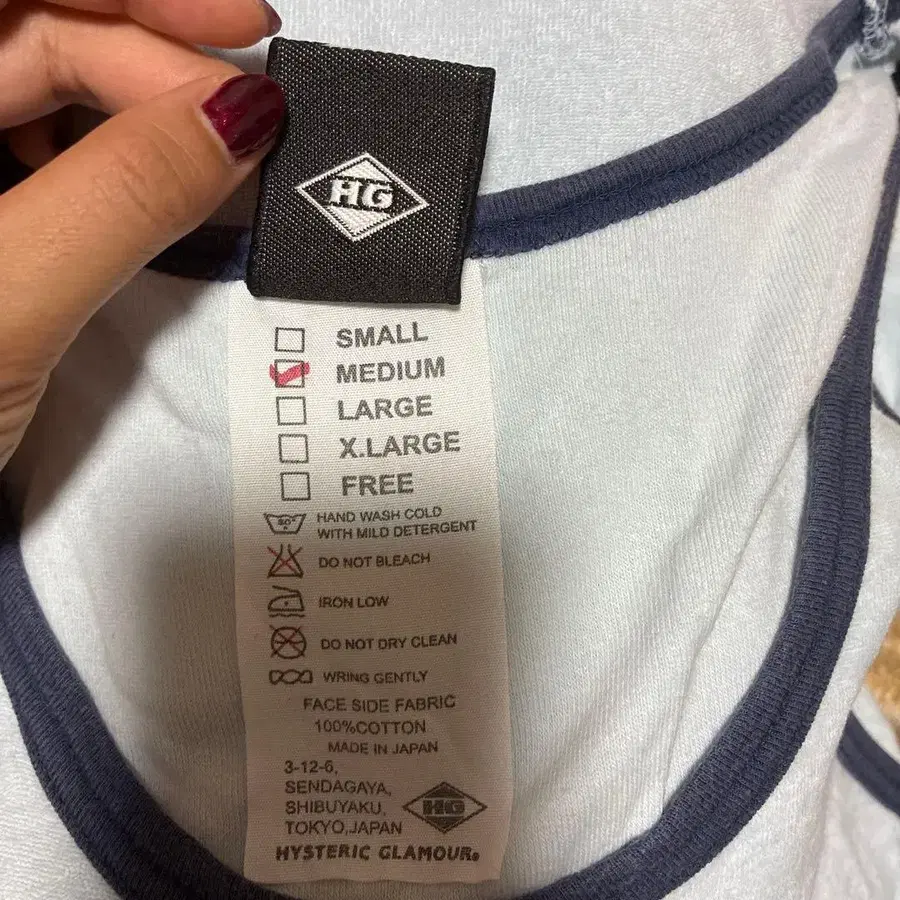 HG
SMALL
MEDIUM
LARGE
X.LARGE
FREE
30°
HAND WASH COLD
WITH MILD DETERGENT
DO NOT BLEACH
IRON LOW
DO NOT DRY CLEAN
WRING GENTLY
FACE SIDE FABRIC
100%COTTON
MADE IN JAPAN
3-12-6,
SENDAGAYA,
SHIBUYAKU,
TOKYO,JAPAN
HG
HYSTERIC GLAMOUR®